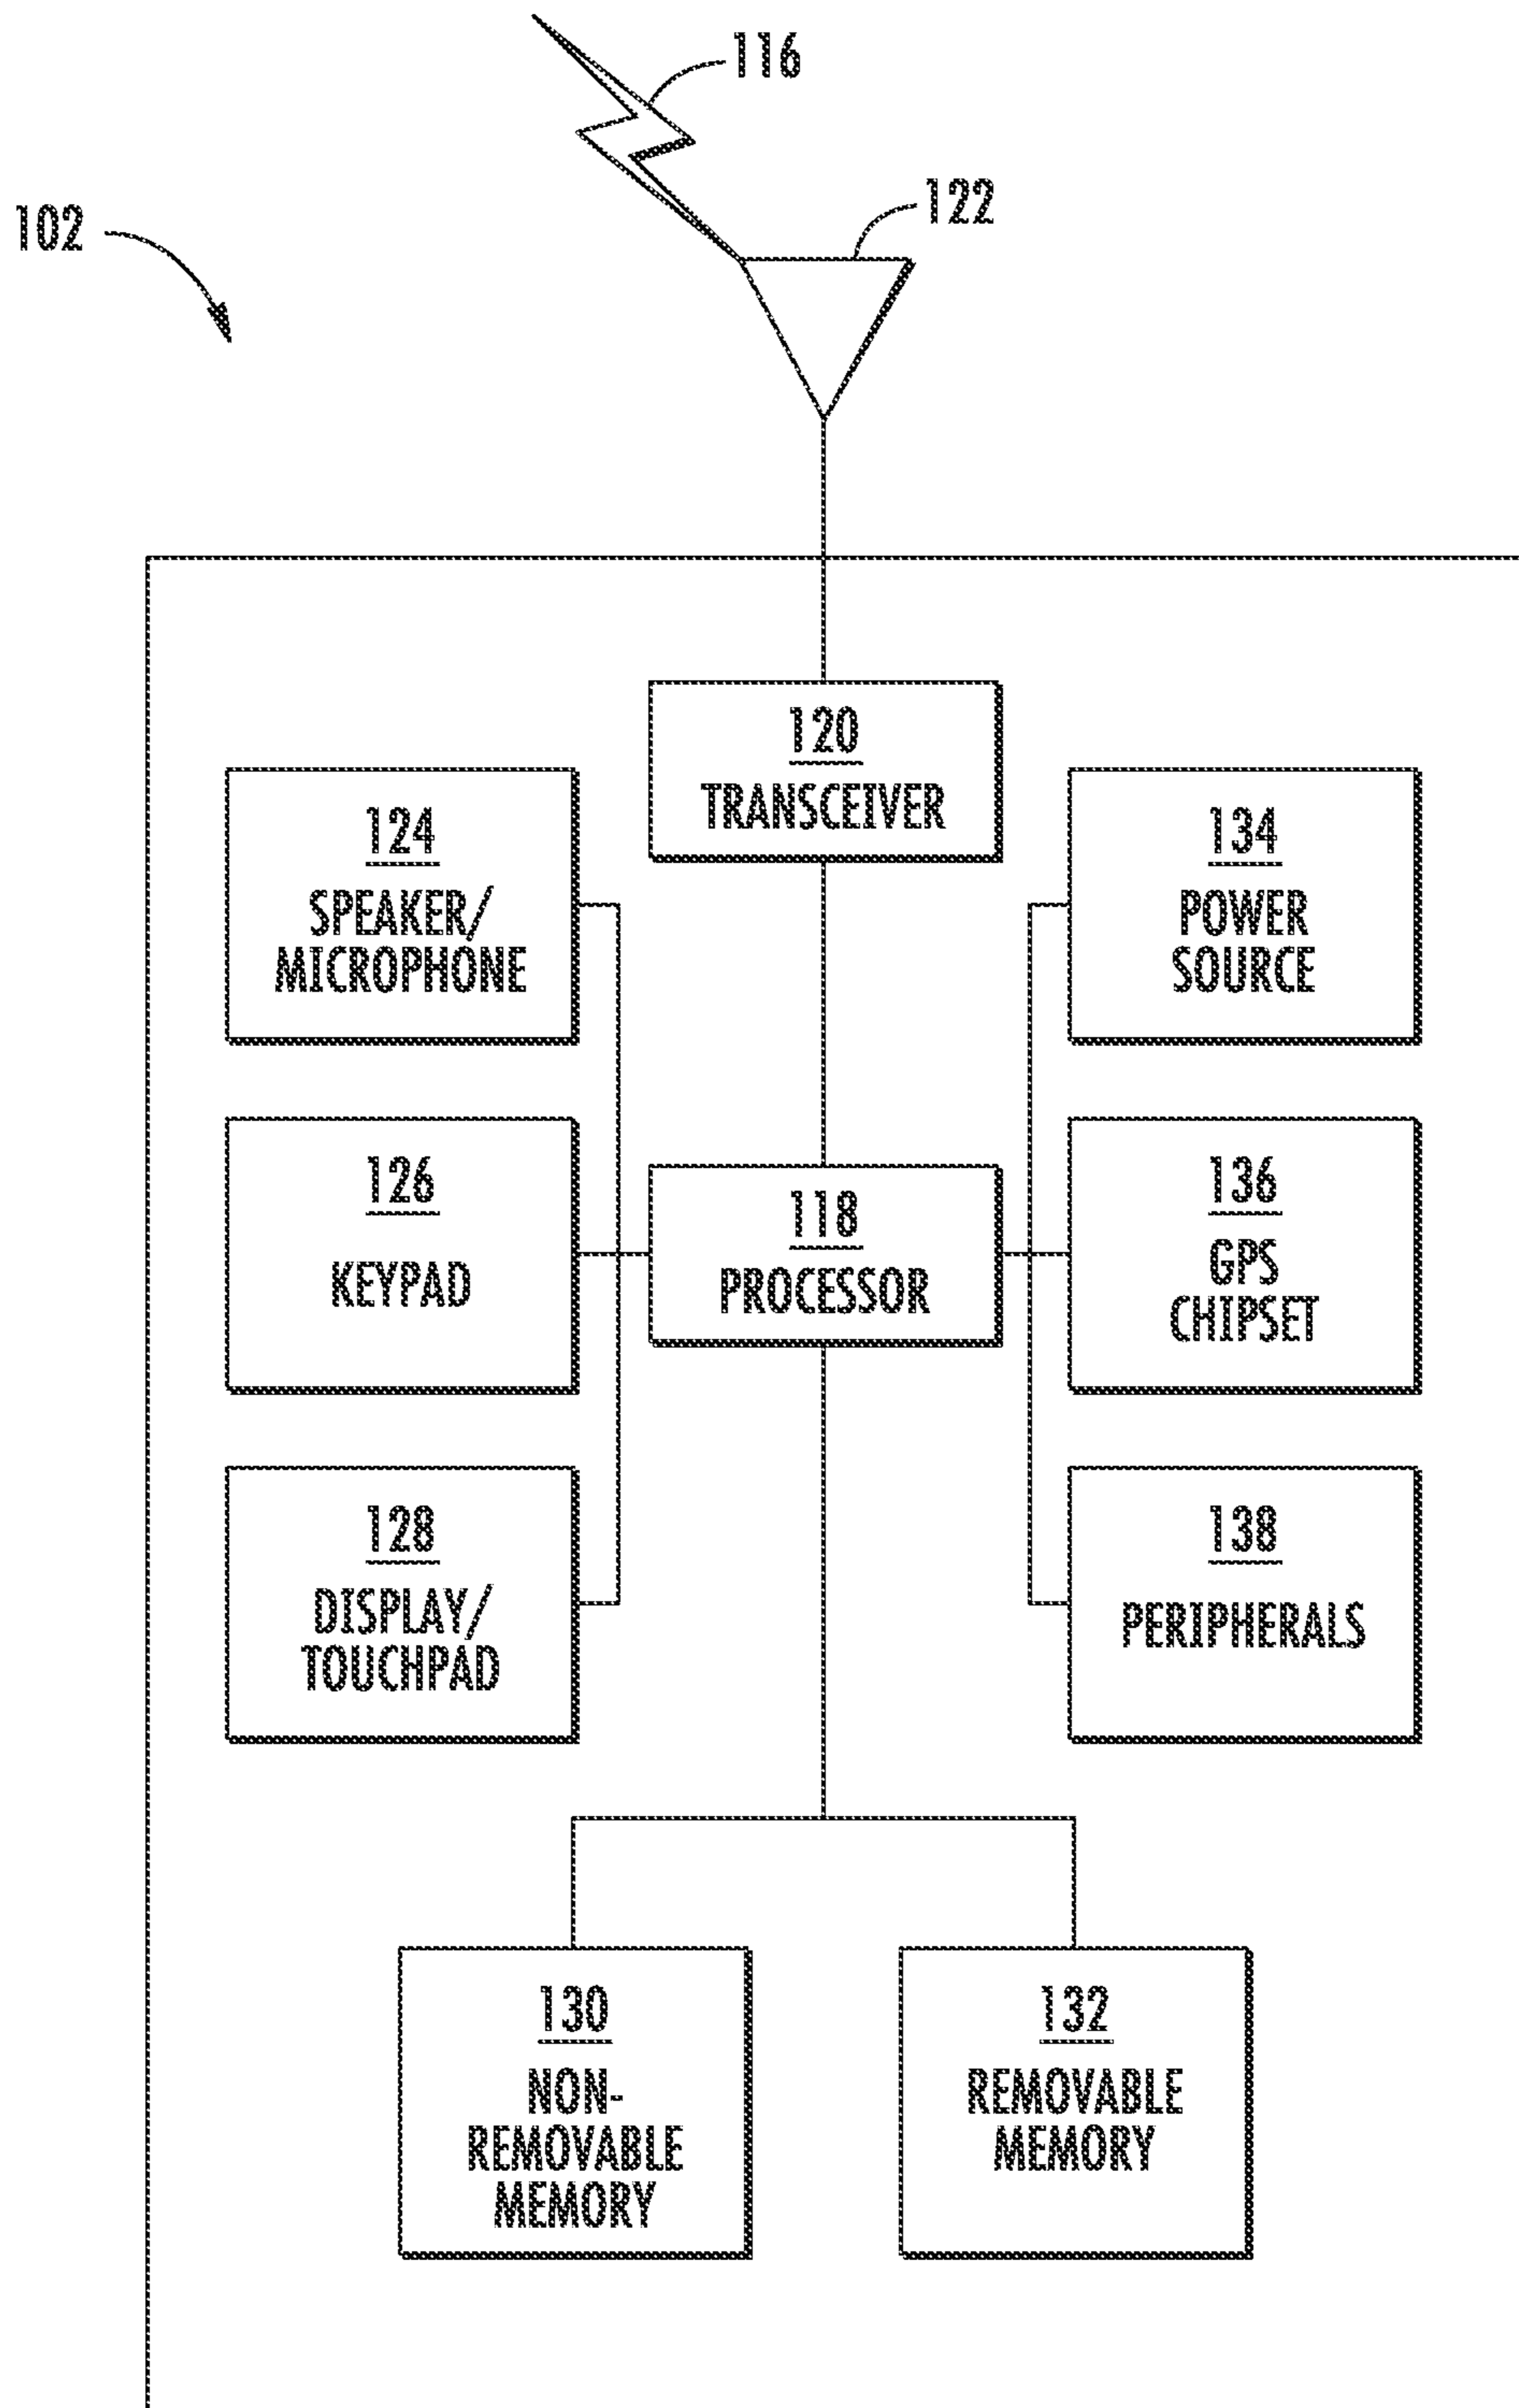 116
122
102
120
TRANSCEIVER
124
SPEAKER/
MICROPHONE
134
POWER
SOURCE
126
KEYPAD
118
PROCESSOR
136
GPS
CHIPSET
128
DISPLAY/
TOUCHPAD
138
PERIPHERALS
130
NON-
REMOVABLE
MEMORY
132
REMOVABLE
MEMORY